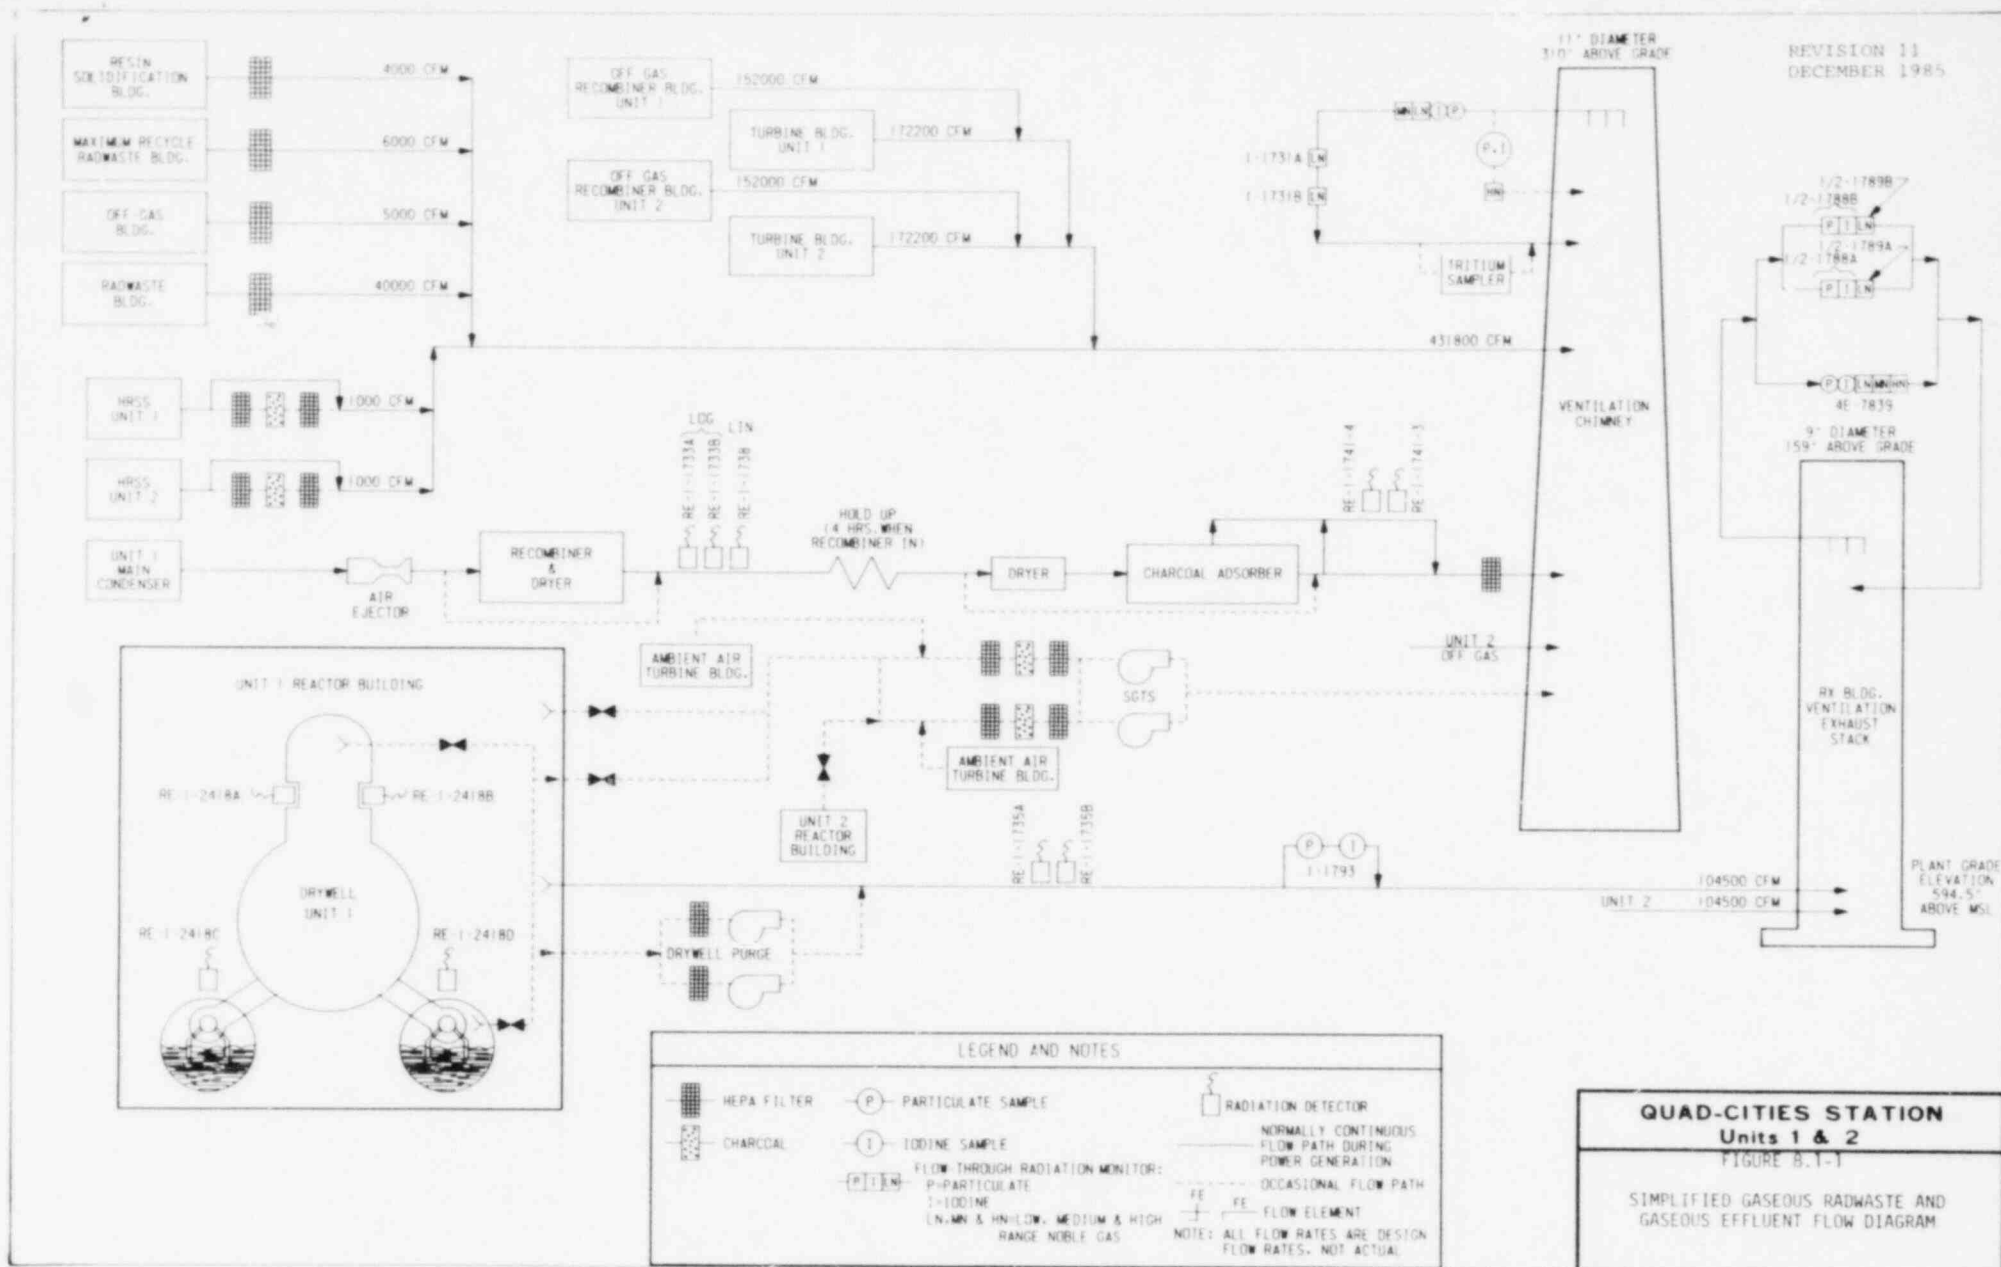 REVISION 11
DECEMBER 1985
11' DIAMETER
310' ABOVE GRADE
RESIN
SOLIDIFICATION
BLDG.
4000 CFM
MAXIMUM RECYCLE
RADWASTE BLDG.
6000 CFM
OFF-GAS
BLDG.
5000 CFM
RADWASTE
BLDG.
40000 CFM
OFF GAS
RECOMBINER BLDG.
UNIT 1
152000 CFM
TURBINE BLDG.
UNIT 1
172200 CFM
OFF GAS
RECOMBINER BLDG.
UNIT 2
152000 CFM
TURBINE BLDG.
UNIT 2
172200 CFM
MN LN I P
P.I
HN
1-1731A LN
1-1731B LN
TRITIUM
SAMPLER
431800 CFM
VENTILATION
CHIMNEY
1/2-1789B
1/2-1788B
P I LN
1/2-1789A
1/2-1788A
P I LN
P I LN MN HN
4E-7839
9' DIAMETER
159' ABOVE GRADE
HRSS
UNIT 1
1000 CFM
HRSS
UNIT 2
1000 CFM
LOG
LIN
RE-1-1733A
RE-1-1733B
RE-1-1738
RE-1-1741-4
RE-1-1741-3
UNIT 1
MAIN
CONDENSER
AIR
EJECTOR
RECOMBINER
&
DRYER
HOLD UP
(4 HRS. WHEN
RECOMBINER IN)
DRYER
CHARCOAL ADSORBER
UNIT 2
OFF GAS
AMBIENT AIR
TURBINE BLDG.
SGTS
AMBIENT AIR
TURBINE BLDG.
UNIT 2
REACTOR
BUILDING
UNIT 1 REACTOR BUILDING
RE-1-2418A
RE-1-2418B
DRYWELL
UNIT 1
RE-1-2418C
RE-1-2418D
RE-1-1735A
RE-1-1735B
P I
1-1793
DRYWELL PURGE
104500 CFM
UNIT 2 104500 CFM
RX BLDG.
VENTILATION
EXHAUST
STACK
PLANT GRADE
ELEVATION
594.5'
ABOVE MSL
LEGEND AND NOTES
HEPA FILTER
CHARCOAL
P PARTICULATE SAMPLE
I IODINE SAMPLE
P I LN FLOW-THROUGH RADIATION MONITOR:
P=PARTICULATE
I=IODINE
LN,MN & HN=LOW, MEDIUM & HIGH
RANGE NOBLE GAS
RADIATION DETECTOR
NORMALLY CONTINUOUS
FLOW PATH DURING
POWER GENERATION
OCCASIONAL FLOW PATH
FE FE FLOW ELEMENT
NOTE: ALL FLOW RATES ARE DESIGN
FLOW RATES, NOT ACTUAL
QUAD-CITIES STATION
Units 1 & 2
FIGURE 8.1-1
SIMPLIFIED GASEOUS RADWASTE AND
GASEOUS EFFLUENT FLOW DIAGRAM